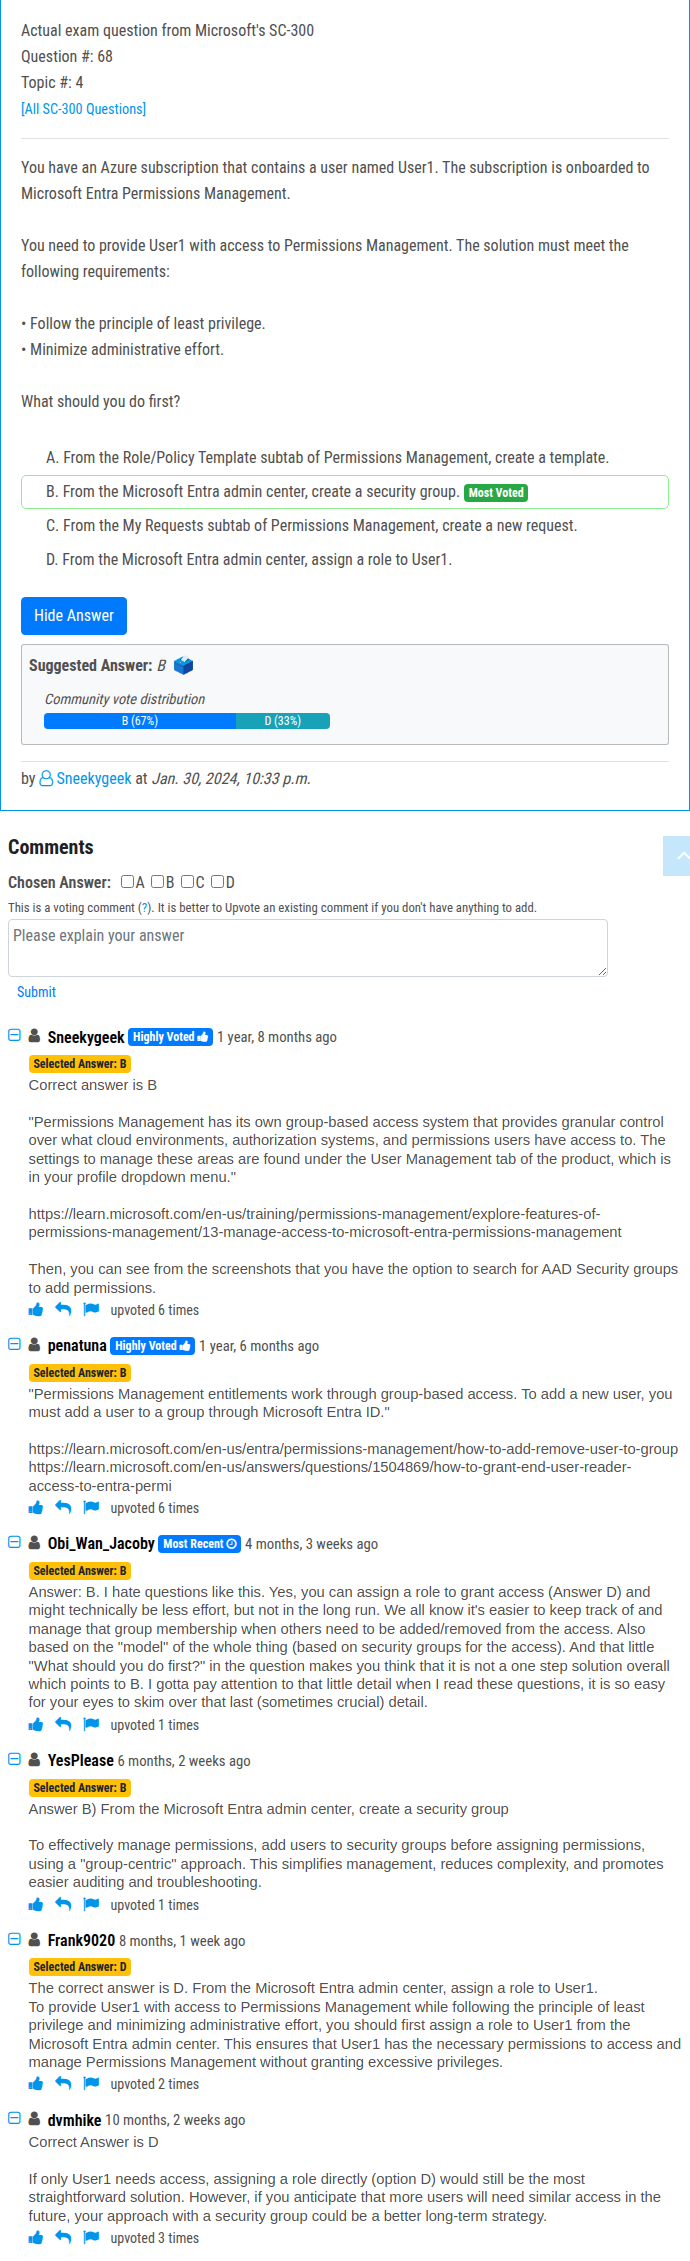 Actual exam question from Microsoft's SC-300
Question #: 68
Topic #: 4
[All SC-300 Questions]
You have an Azure subscription that contains a user named User1. The subscription is onboarded to
Microsoft Entra Permissions Management.
You need to provide User1 with access to Permissions Management. The solution must meet the
following requirements:
• Follow the principle of least privilege.
• Minimize administrative effort.
What should you do first?
A. From the Role/Policy Template subtab of Permissions Management, create a template.
B. From the Microsoft Entra admin center, create a security group. Most Voted
C. From the My Requests subtab of Permissions Management, create a new request.
D. From the Microsoft Entra admin center, assign a role to User1.
Hide Answer
Suggested Answer: B
Community vote distribution
B (67%) D (33%)
by Sneekygeek at Jan. 30, 2024, 10:33 p.m.
Comments
Chosen Answer: A B C D
This is a voting comment (?). It is better to Upvote an existing comment if you don't have anything to add.
Please explain your answer
Submit
Sneekygeek Highly Voted 1 year, 8 months ago
Selected Answer: B
Correct answer is B
"Permissions Management has its own group-based access system that provides granular control
over what cloud environments, authorization systems, and permissions users have access to. The
settings to manage these areas are found under the User Management tab of the product, which is
in your profile dropdown menu."
https://learn.microsoft.com/en-us/training/permissions-management/explore-features-of-
permissions-management/13-manage-access-to-microsoft-entra-permissions-management
Then, you can see from the screenshots that you have the option to search for AAD Security groups
to add permissions.
upvoted 6 times
penatuna Highly Voted 1 year, 6 months ago
Selected Answer: B
"Permissions Management entitlements work through group-based access. To add a new user, you
must add a user to a group through Microsoft Entra ID."
https://learn.microsoft.com/en-us/entra/permissions-management/how-to-add-remove-user-to-group
https://learn.microsoft.com/en-us/answers/questions/1504869/how-to-grant-end-user-reader-
access-to-entra-permi
upvoted 6 times
Obi_Wan_Jacoby Most Recent 4 months, 3 weeks ago
Selected Answer: B
Answer: B. I hate questions like this. Yes, you can assign a role to grant access (Answer D) and
might technically be less effort, but not in the long run. We all know it's easier to keep track of and
manage that group membership when others need to be added/removed from the access. Also
based on the "model" of the whole thing (based on security groups for the access). And that little
"What should you do first?" in the question makes you think that it is not a one step solution overall
which points to B. I gotta pay attention to that little detail when I read these questions, it is so easy
for your eyes to skim over that last (sometimes crucial) detail.
upvoted 1 times
YesPlease 6 months, 2 weeks ago
Selected Answer: B
Answer B) From the Microsoft Entra admin center, create a security group
To effectively manage permissions, add users to security groups before assigning permissions,
using a "group-centric" approach. This simplifies management, reduces complexity, and promotes
easier auditing and troubleshooting.
upvoted 1 times
Frank9020 8 months, 1 week ago
Selected Answer: D
The correct answer is D. From the Microsoft Entra admin center, assign a role to User1.
To provide User1 with access to Permissions Management while following the principle of least
privilege and minimizing administrative effort, you should first assign a role to User1 from the
Microsoft Entra admin center. This ensures that User1 has the necessary permissions to access and
manage Permissions Management without granting excessive privileges.
upvoted 2 times
dvmhike 10 months, 2 weeks ago
Correct Answer is D
If only User1 needs access, assigning a role directly (option D) would still be the most
straightforward solution. However, if you anticipate that more users will need similar access in the
future, your approach with a security group could be a better long-term strategy.
upvoted 3 times